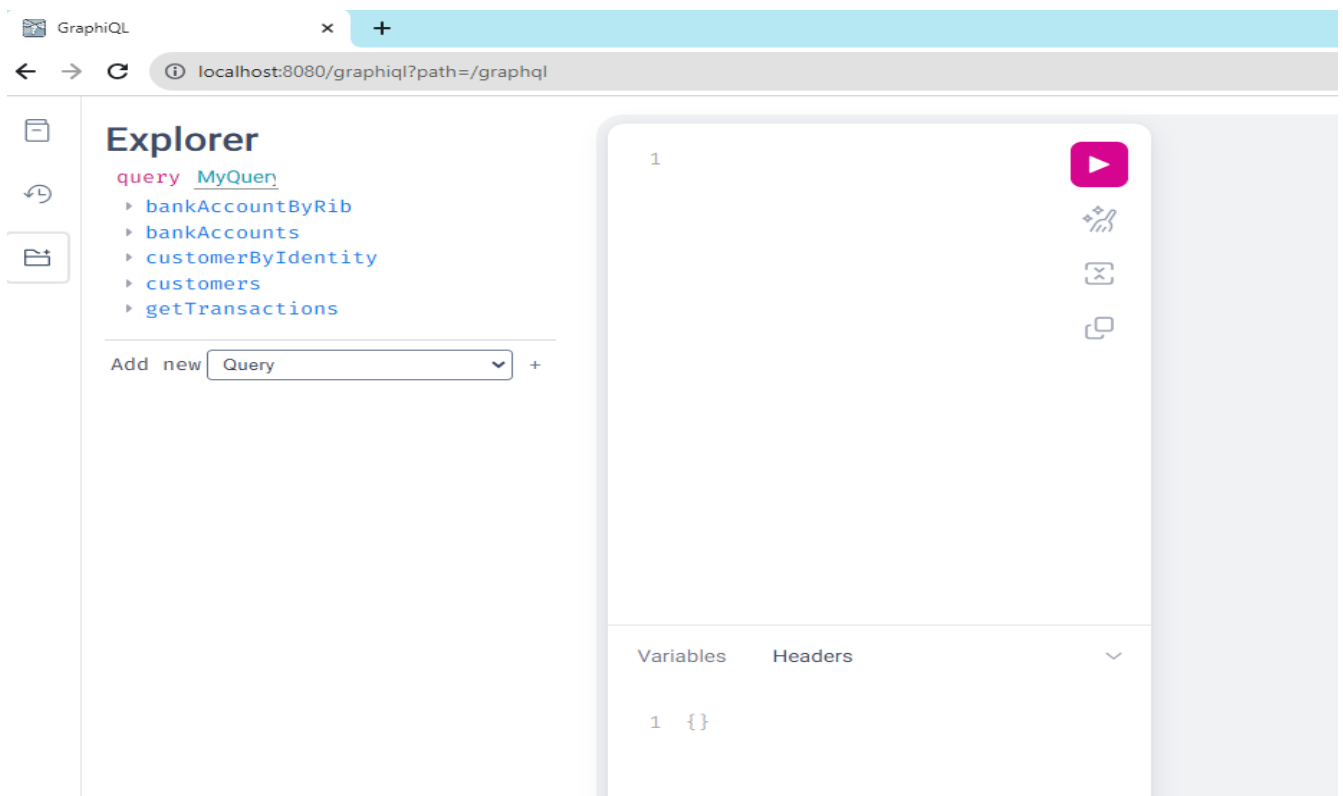 GraphiQL
localhost:8080/graphiql?path=/graphql
Explorer
query MyQuery
bankAccountByRib
bankAccounts
customerByIdentity
customers
getTransactions
Add new Query +
1
Variables Headers
1 {}